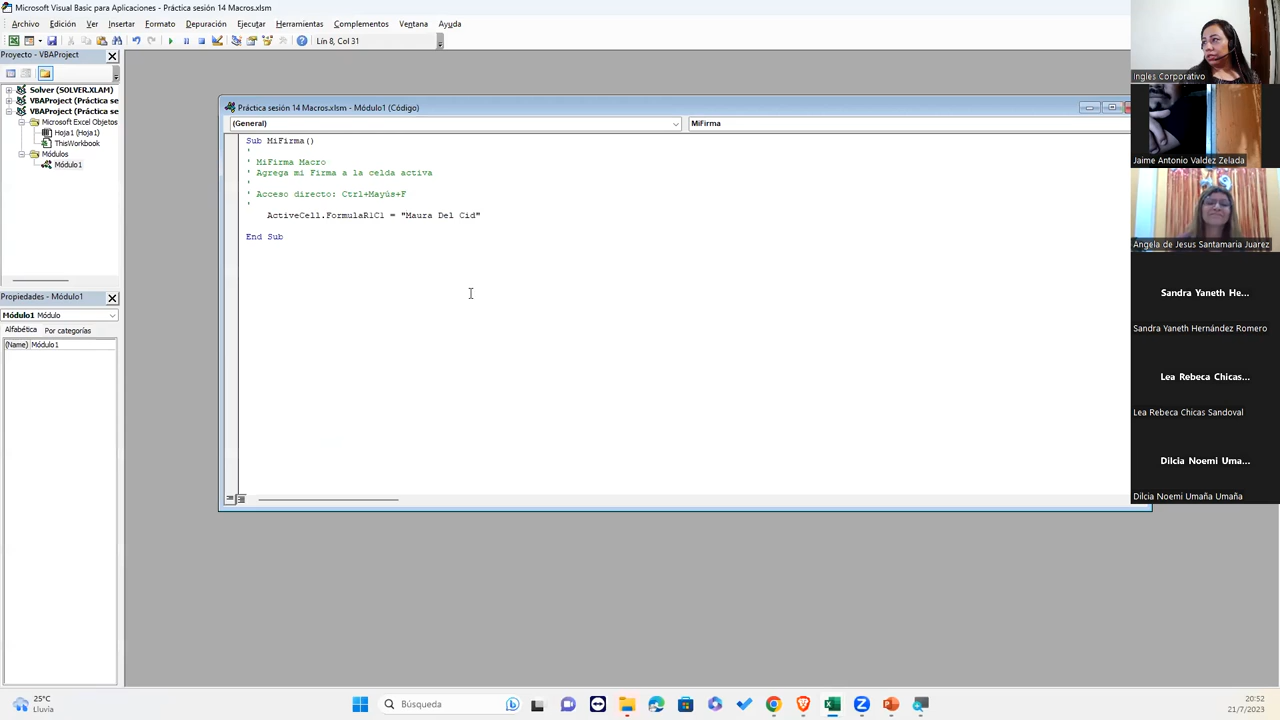 Microsoft Visual Basic para Aplicaciones - Práctica sesión 14 Macros.xlsm
Archivo Edición Ver Insertar Formato Depuración Ejecutar Herramientas Complementos Ventana Ayuda
Lín 8, Col 31
Proyecto - VBAProject
Solver (SOLVER.XLAM)
VBAProject (Práctica se
VBAProject (Práctica se
Microsoft Excel Objetos
Hoja1 (Hoja1)
ThisWorkbook
Módulos
Módulo1
Propiedades - Módulo1
Módulo1 Módulo
Alfabética Por categorías
(Name) Módulo1
Práctica sesión 14 Macros.xlsm - Módulo1 (Código)
(General) MiFirma
Sub MiFirma()
'
' MiFirma Macro
' Agrega mi Firma a la celda activa
'
' Acceso directo: Ctrl+Mayús+F
'
ActiveCell.FormulaR1C1 = "Maura Del Cid"
End Sub
Ingles Corporativo
Jaime Antonio Valdez Zelada
Angela de Jesus Santamaria Juarez
Sandra Yaneth He...
Sandra Yaneth Hernández Romero
Lea Rebeca Chicas...
Lea Rebeca Chicas Sandoval
Dilcia Noemi Uma...
Dilcia Noemi Umaña Umaña
25°C
Lluvia
Búsqueda
20:52
21/7/2023